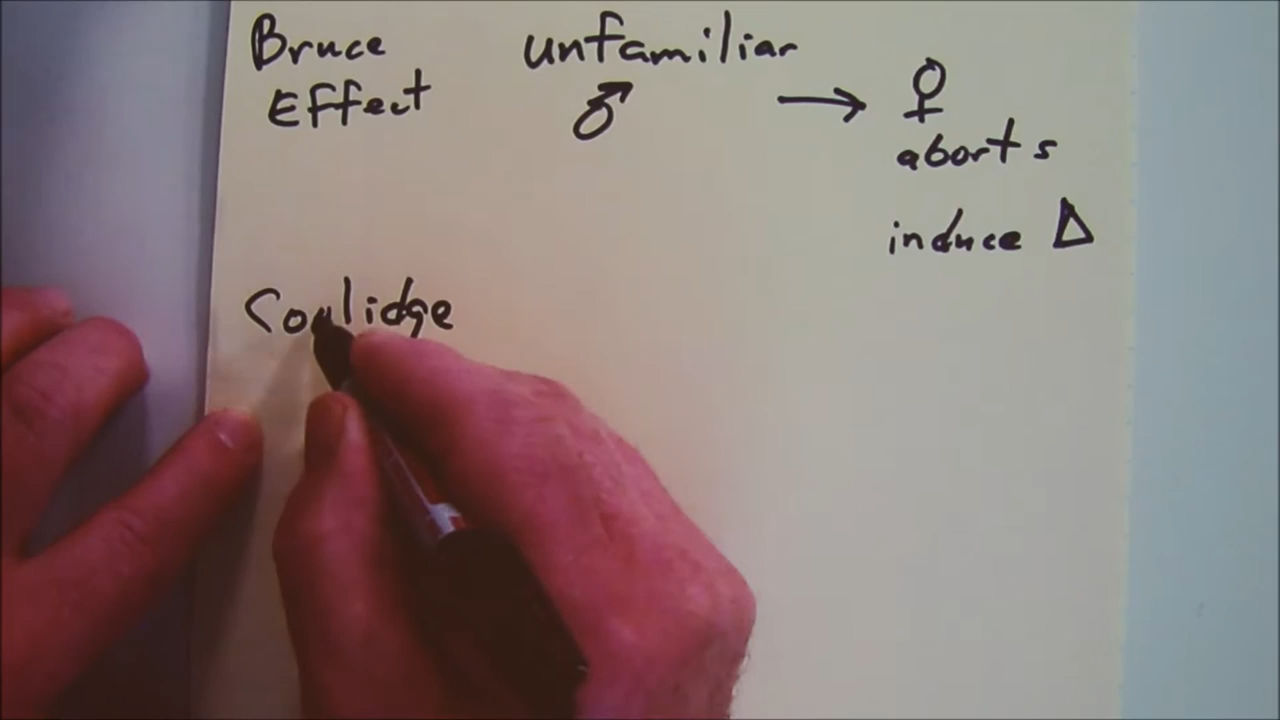 Bruce
Effect
unfamiliar
♂
→
♀
aborts
induce Δ
Coolidge